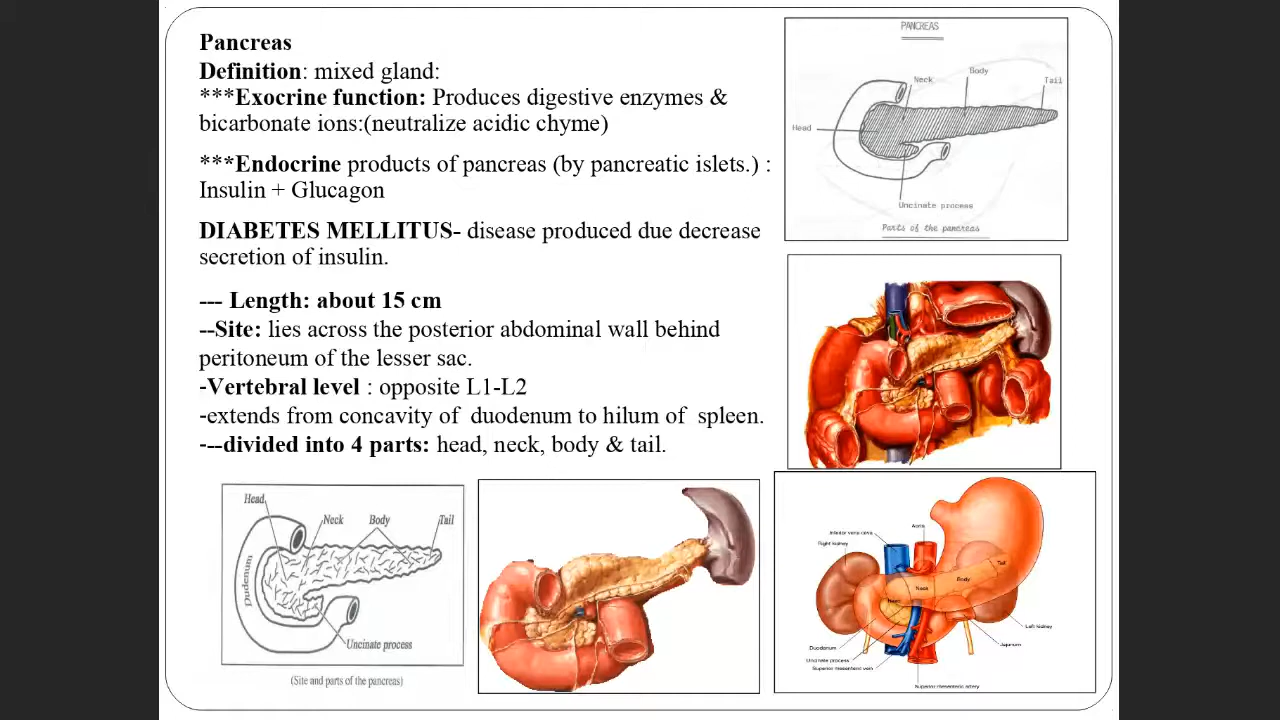 Pancreas
Definition: mixed gland:
***Exocrine function: Produces digestive enzymes &
bicarbonate ions:(neutralize acidic chyme)
***Endocrine products of pancreas (by pancreatic islets.) :
Insulin + Glucagon
DIABETES MELLITUS- disease produced due decrease
secretion of insulin.
--- Length: about 15 cm
--Site: lies across the posterior abdominal wall behind
peritoneum of the lesser sac.
-Vertebral level : opposite L1-L2
-extends from concavity of duodenum to hilum of spleen.
---divided into 4 parts: head, neck, body & tail.
PANCREAS
Neck
Body
Tail
Head
Uncinate process
Parts of the pancreas
Head
Neck
Body
Tail
Dudenum
Uncinate process
(Site and parts of the pancreas)
Aorta
Inferior vena cava
Right kidney
Tail
Body
Neck
Head
Left kidney
Jejunum
Duodenum
Uncinate process
Superior mesenteric vein
Superior mesenteric artery